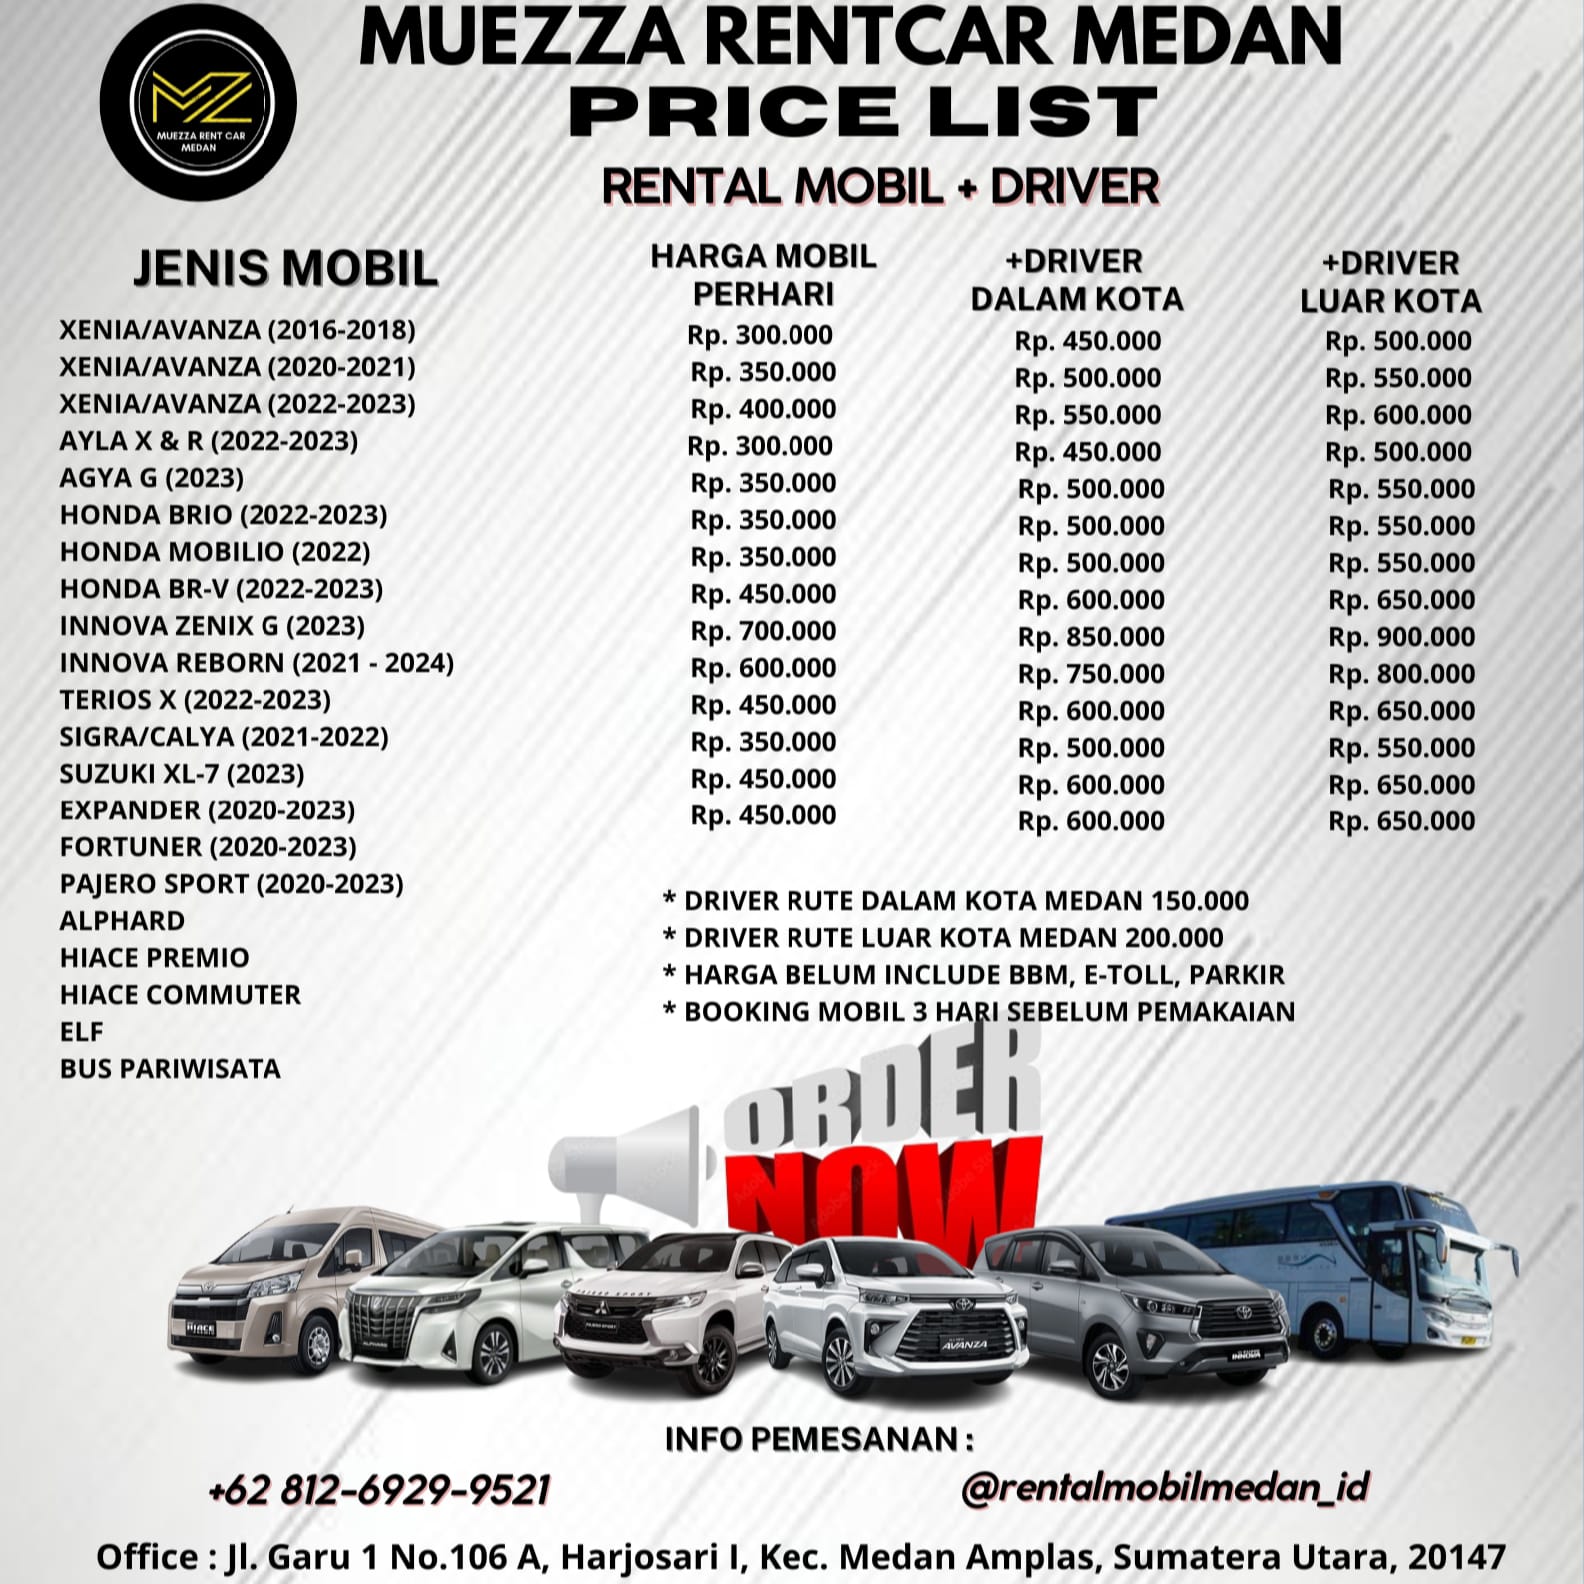 MUEZZA RENTCAR MEDAN
PRICE LIST
RENTAL MOBIL + DRIVER
MZ
MUEZZA RENT CAR
MEDAN
JENIS MOBIL HARGA MOBIL PERHARI +DRIVER DALAM KOTA +DRIVER LUAR KOTA
XENIA/AVANZA (2016-2018) Rp. 300.000 Rp. 450.000 Rp. 500.000
XENIA/AVANZA (2020-2021) Rp. 350.000 Rp. 500.000 Rp. 550.000
XENIA/AVANZA (2022-2023) Rp. 400.000 Rp. 550.000 Rp. 600.000
AYLA X & R (2022-2023) Rp. 300.000 Rp. 450.000 Rp. 500.000
AGYA G (2023) Rp. 350.000 Rp. 500.000 Rp. 550.000
HONDA BRIO (2022-2023) Rp. 350.000 Rp. 500.000 Rp. 550.000
HONDA MOBILIO (2022) Rp. 350.000 Rp. 500.000 Rp. 550.000
HONDA BR-V (2022-2023) Rp. 450.000 Rp. 600.000 Rp. 650.000
INNOVA ZENIX G (2023) Rp. 700.000 Rp. 850.000 Rp. 900.000
INNOVA REBORN (2021 - 2024) Rp. 600.000 Rp. 750.000 Rp. 800.000
TERIOS X (2022-2023) Rp. 450.000 Rp. 600.000 Rp. 650.000
SIGRA/CALYA (2021-2022) Rp. 350.000 Rp. 500.000 Rp. 550.000
SUZUKI XL-7 (2023) Rp. 450.000 Rp. 600.000 Rp. 650.000
EXPANDER (2020-2023) Rp. 450.000 Rp. 600.000 Rp. 650.000
FORTUNER (2020-2023)
PAJERO SPORT (2020-2023)
ALPHARD
HIACE PREMIO
HIACE COMMUTER
ELF
BUS PARIWISATA
* DRIVER RUTE DALAM KOTA MEDAN 150.000
* DRIVER RUTE LUAR KOTA MEDAN 200.000
* HARGA BELUM INCLUDE BBM, E-TOLL, PARKIR
* BOOKING MOBIL 3 HARI SEBELUM PEMAKAIAN
ORDER
NOW
HIACE
ALPHARD
PAJERO SPORT
PAJERO SPORT
AVANZA
INNOVA
INFO PEMESANAN :
+62 812-6929-9521
@rentalmobilmedan_id
Office : Jl. Garu 1 No.106 A, Harjosari I, Kec. Medan Amplas, Sumatera Utara, 20147